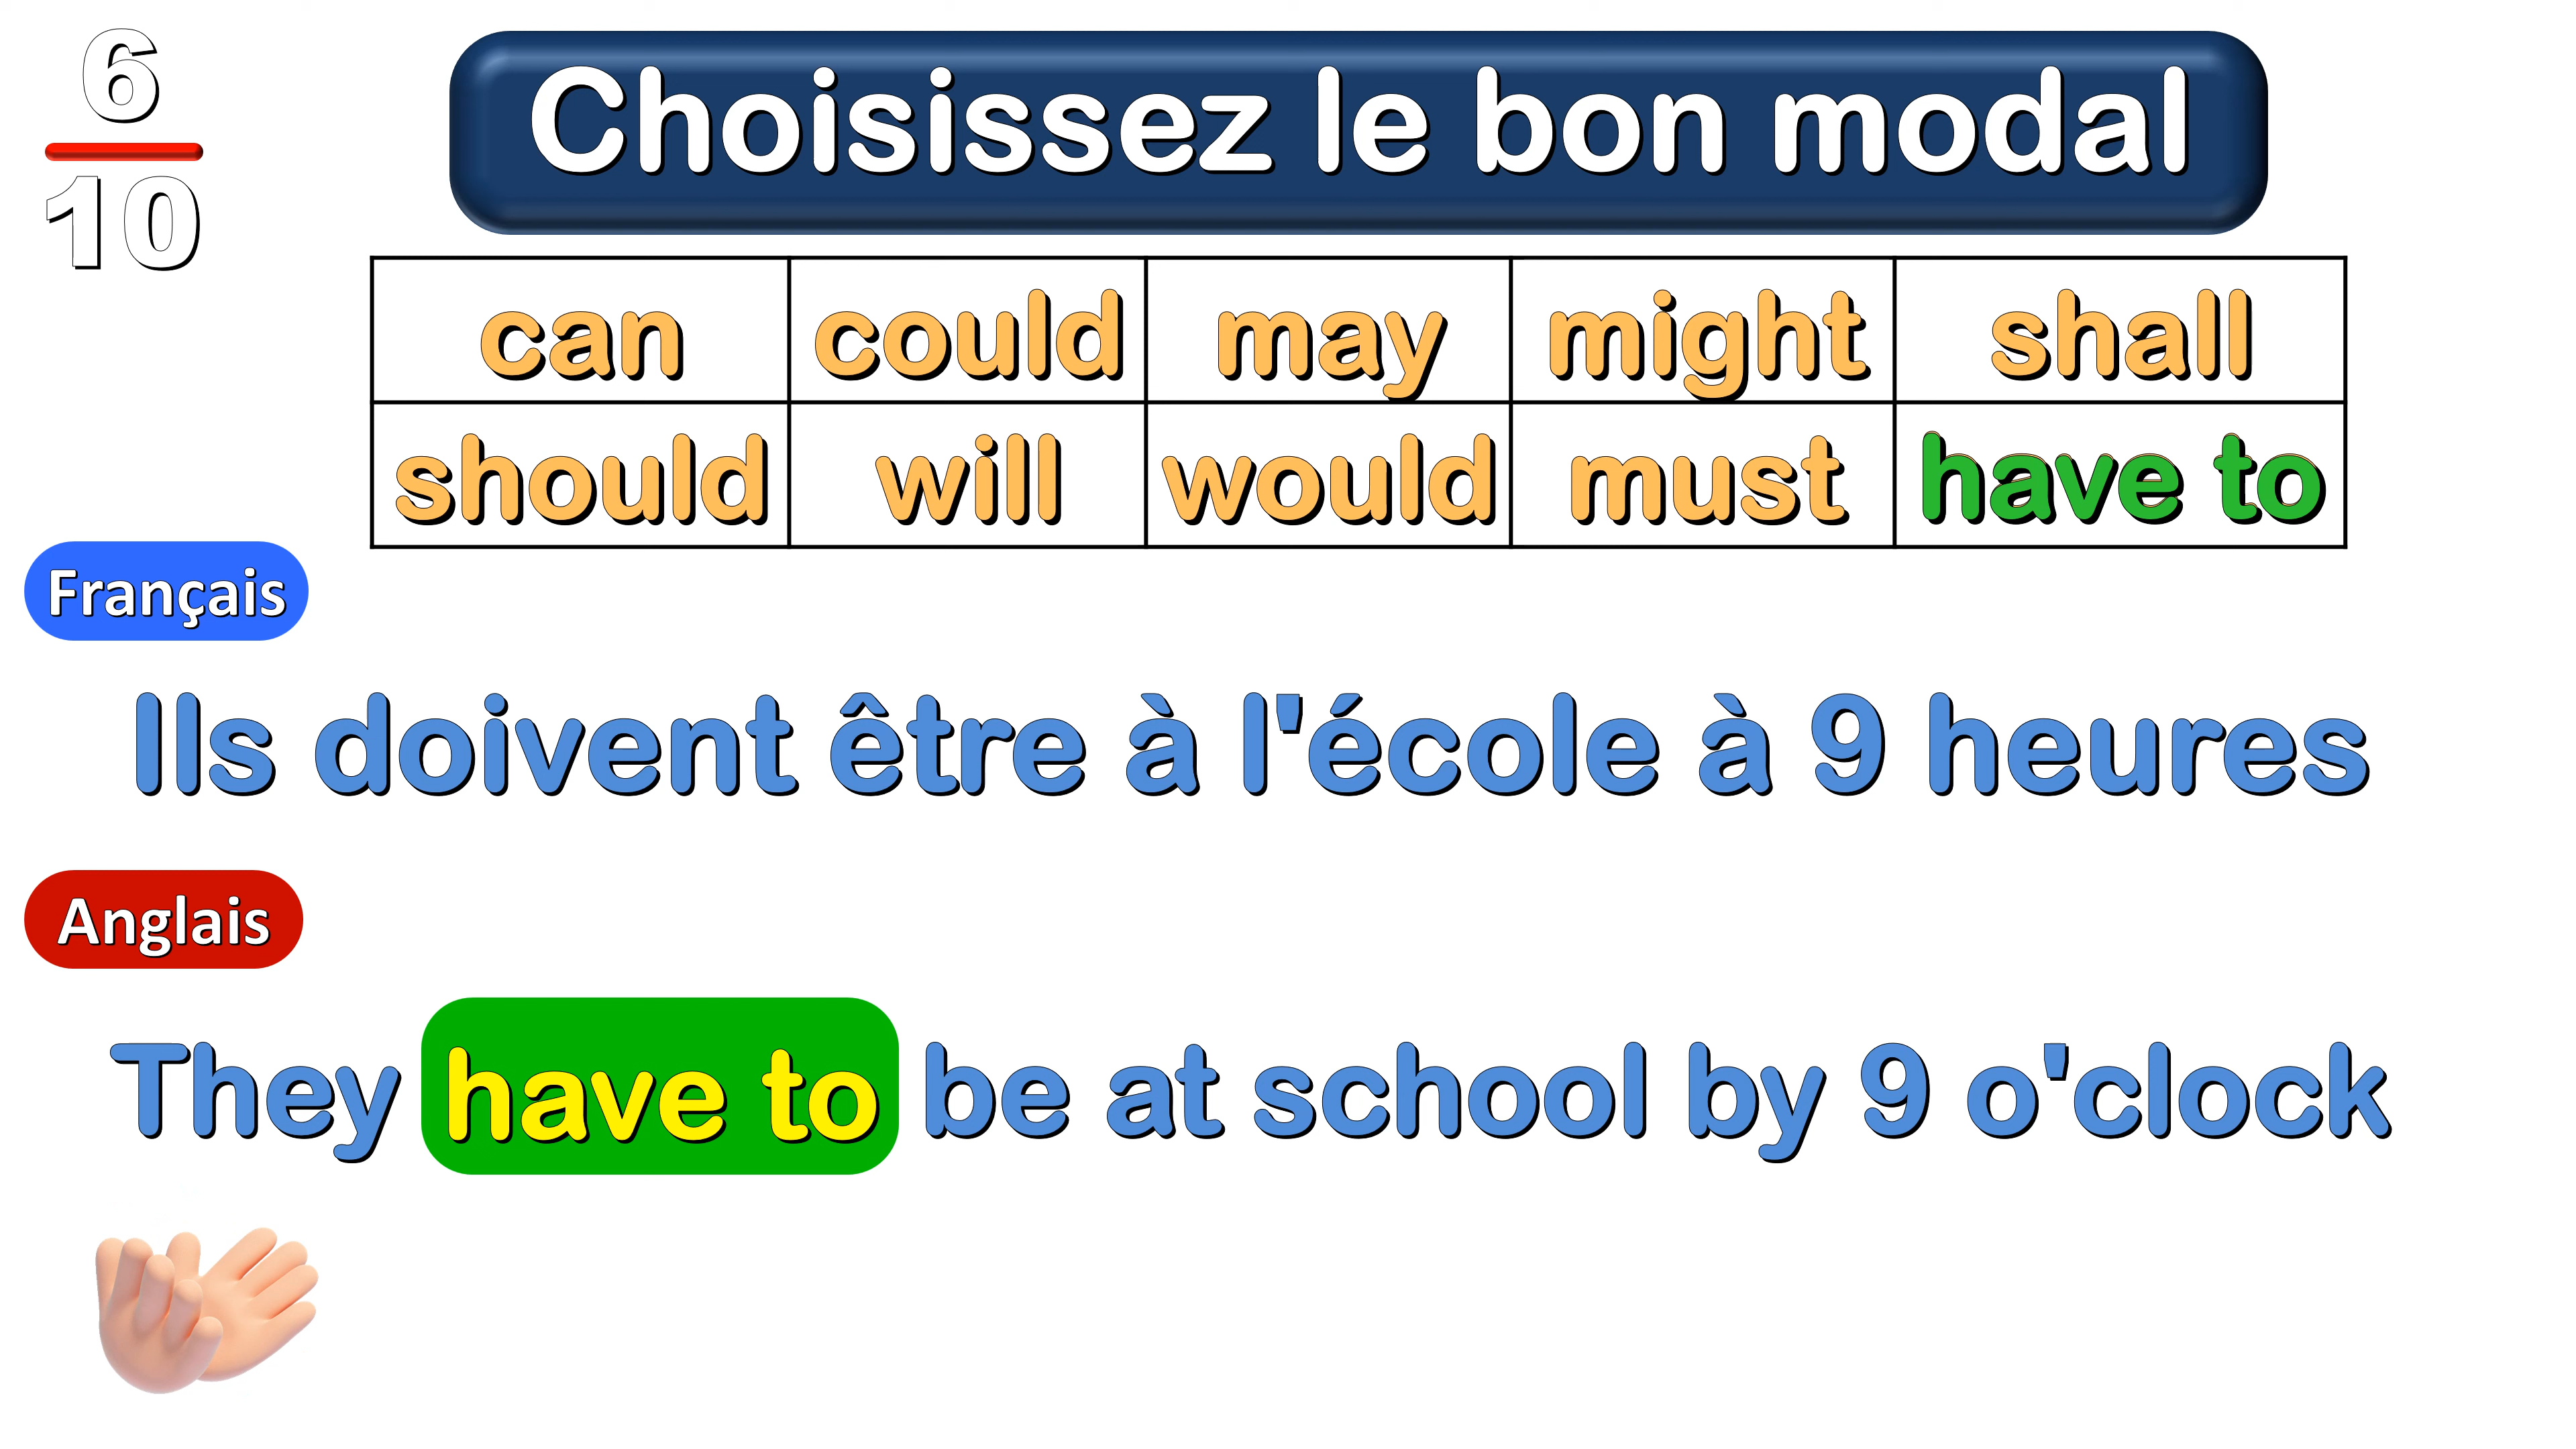 6
10
Choisissez le bon modal
can could may might shall
should will would must have to
Français
Ils doivent être à l'école à 9 heures
Anglais
They have to be at school by 9 o'clock